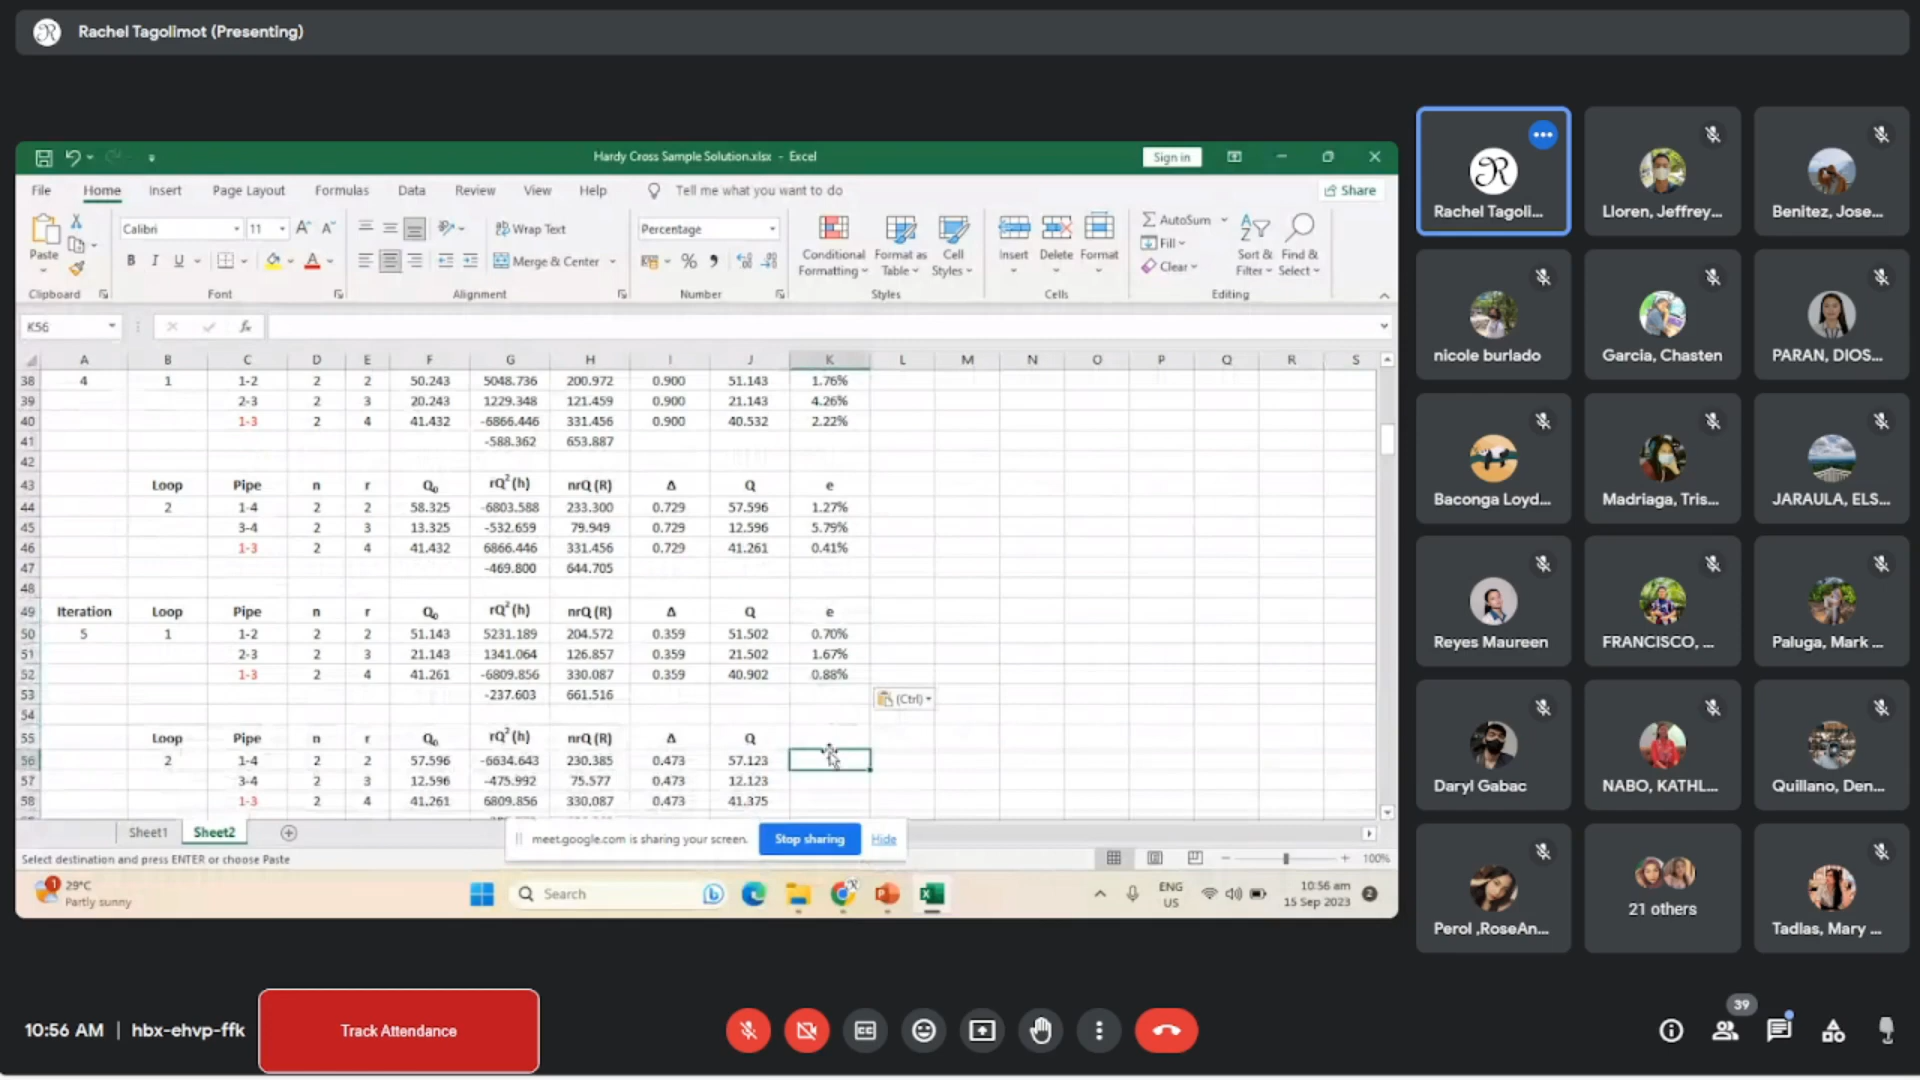 Rachel Tagolimot (Presenting)
Hardy Cross Sample Solution.xlsx - Excel
Sign in
File Home Insert Page Layout Formulas Data Review View Help Tell me what you want to do Share
Paste
Calibri 11
B I U
Wrap Text
Merge & Center
Percentage
%
Conditional Formatting
Format as Table
Cell Styles
Insert Delete Format
AutoSum
Fill
Clear
Sort & Filter
Find & Select
Clipboard Font Alignment Number Styles Cells Editing
K56 fx
A B C D E F G H I J K L M N O P Q R S
38 4 1 1-2 2 2 50.243 5048.736 200.972 0.900 51.143 1.76%
39 2-3 2 3 20.243 1229.348 121.459 0.900 21.143 4.26%
40 1-3 2 4 41.432 -6866.446 331.456 0.900 40.532 2.22%
41 -588.362 653.887
42
43 Loop Pipe n r Q₀ rQ²(h) nrQ (R) Δ Q e
44 2 1-4 2 2 58.325 -6803.588 233.300 0.729 57.596 1.27%
45 3-4 2 3 13.325 -532.659 79.949 0.729 12.596 5.79%
46 1-3 2 4 41.432 6866.446 331.456 0.729 41.261 0.41%
47 -469.800 644.705
48
49 Iteration Loop Pipe n r Q₀ rQ²(h) nrQ (R) Δ Q e
50 5 1 1-2 2 2 51.143 5231.189 204.572 0.359 51.502 0.70%
51 2-3 2 3 21.143 1341.064 126.857 0.359 21.502 1.67%
52 1-3 2 4 41.261 -6809.856 330.087 0.359 40.902 0.88%
53 -237.603 661.516
(Ctrl)
54
55 Loop Pipe n r Q₀ rQ²(h) nrQ (R) Δ Q
56 2 1-4 2 2 57.596 -6634.643 230.385 0.473 57.123
57 3-4 2 3 12.596 -475.992 75.577 0.473 12.123
58 1-3 2 4 41.261 6809.856 330.087 0.473 41.375
Sheet1 Sheet2
meet.google.com is sharing your screen. Stop sharing Hide
Select destination and press ENTER or choose Paste
100%
1
29°C
Partly sunny
Search
ENG
US
10:56 am
15 Sep 2023
2
Rachel Tagoli...
Lloren, Jeffrey...
Benitez, Jose...
nicole burlado
Garcia, Chasten
PARAN, DIOS...
Baconga Loyd...
Madriaga, Tris...
JARAULA, ELS...
Reyes Maureen
FRANCISCO, ...
Paluga, Mark ...
Daryl Gabac
NABO, KATHL...
Quillano, Den...
Perol ,RoseAn...
21 others
Tadlas, Mary ...
10:56 AM | hbx-ehvp-ffk
Track Attendance
39